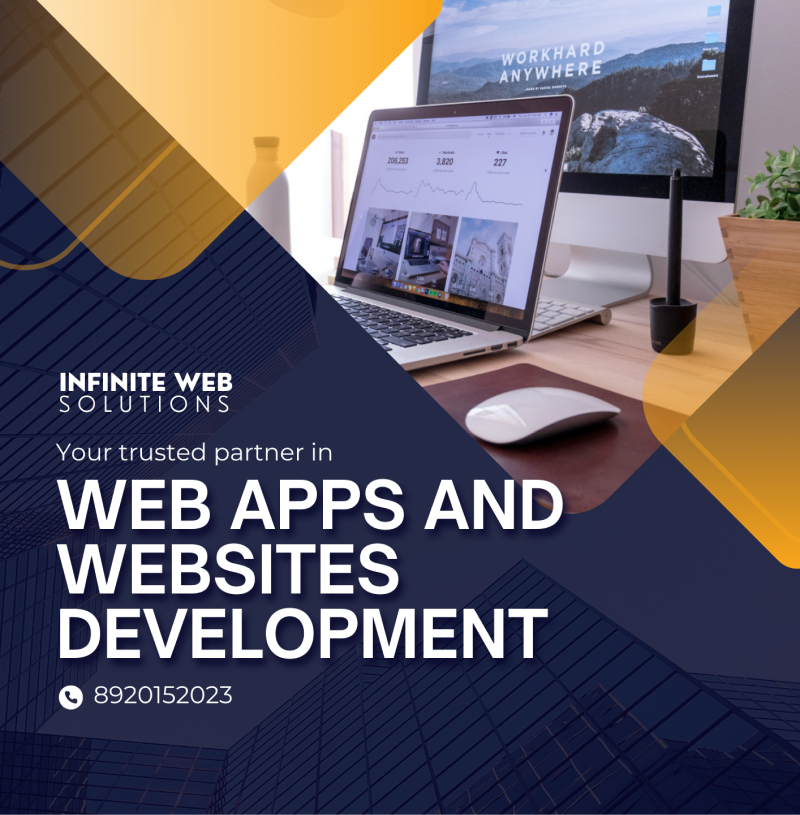 WORKHARD
ANYWHERE
206,253
3,820
227
INFINITE WEB
SOLUTIONS
Your trusted partner in
WEB APPS AND
WEBSITES
DEVELOPMENT
8920152023